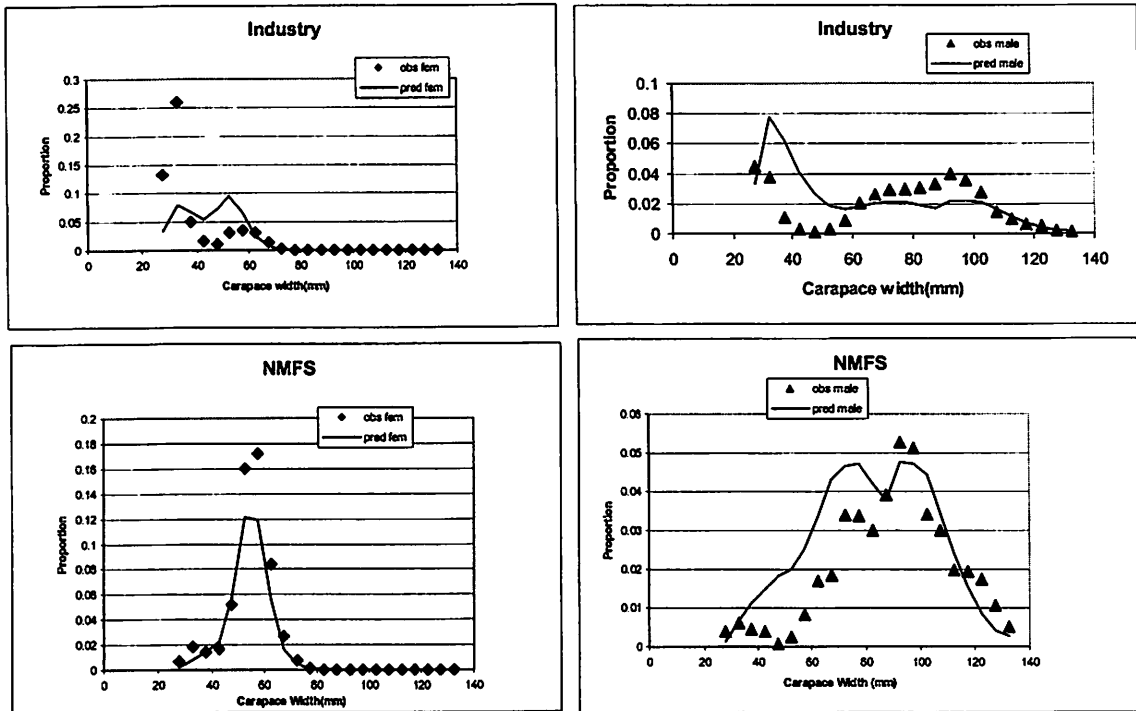 Industry
obs fem
pred fem
0.3
0.25
0.2
0.15
0.1
0.05
0
Proportion
0 20 40 60 80 100 120 140
Carapace width(mm)
Industry
obs male
pred male
0.1
0.08
0.06
0.04
0.02
0
Proportion
0 20 40 60 80 100 120 140
Carapace width(mm)
NMFS
obs fem
pred fem
0.2
0.18
0.16
0.14
0.12
0.10
0.08
0.06
0.04
0.02
0
Proportion
0 20 40 60 80 100 120 140
Carapace Width(mm)
NMFS
obs male
pred male
0.06
0.05
0.04
0.03
0.02
0.01
0
Proportion
0 20 40 60 80 100 120 140
Carapace Width (mm)